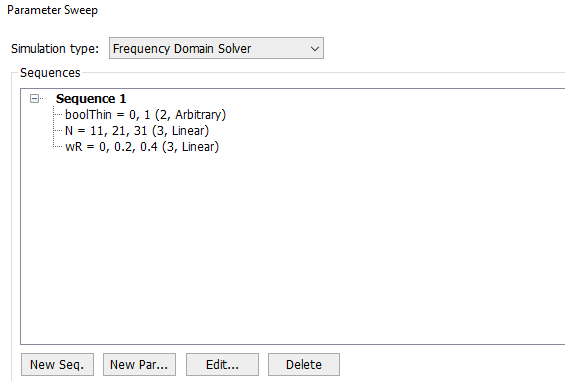 Parameter Sweep
Simulation type: Frequency Domain Solver
Sequences
Sequence 1
boolThin = 0, 1 (2, Arbitrary)
N = 11, 21, 31 (3, Linear)
wR = 0, 0.2, 0.4 (3, Linear)
New Seq. New Par... Edit... Delete